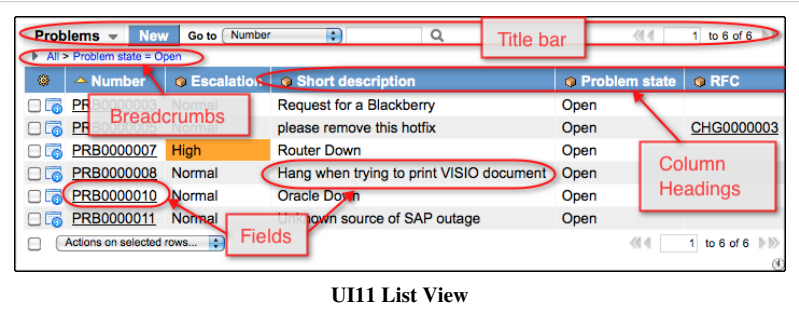 Problems New Go to Number 1 to 6 of 6
Title bar
All > Problem state = Open
Number Escalation Short description Problem state RFC
PRB0000003 Normal Request for a Blackberry Open
Breadcrumbs
PRB0000005 Normal please remove this hotfix Open CHG0000003
PRB0000007 High Router Down Open
PRB0000008 Normal Hang when trying to print VISIO document Open
Column
Headings
PRB0000010 Normal Oracle Down Open
PRB0000011 Normal Unknown source of SAP outage Open
Fields
Actions on selected rows... 1 to 6 of 6
UI11 List View